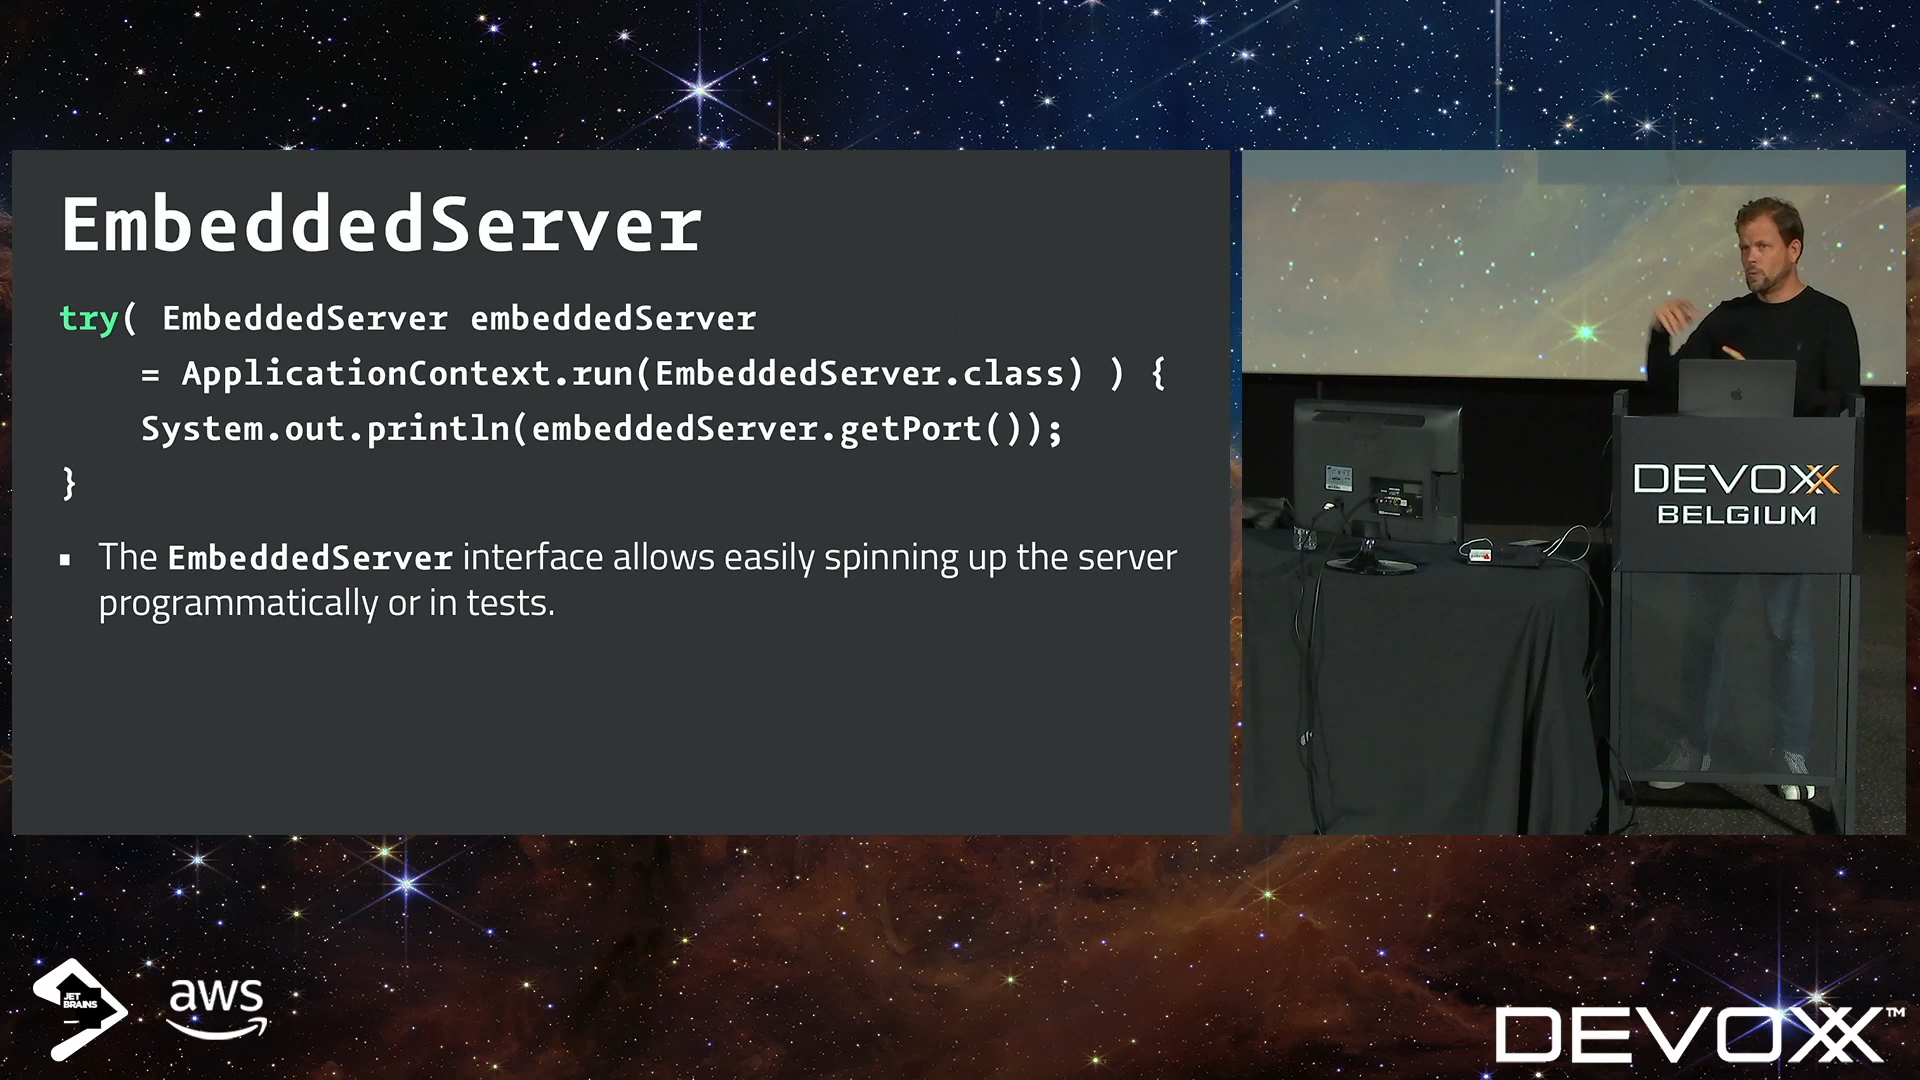 EmbeddedServer
try( EmbeddedServer embeddedServer
= ApplicationContext.run(EmbeddedServer.class) ) {
System.out.println(embeddedServer.getPort());
}
▪ The EmbeddedServer interface allows easily spinning up the server
programmatically or in tests.
DEVOXX
BELGIUM
JET
BRAINS
aws
DEVOXX™